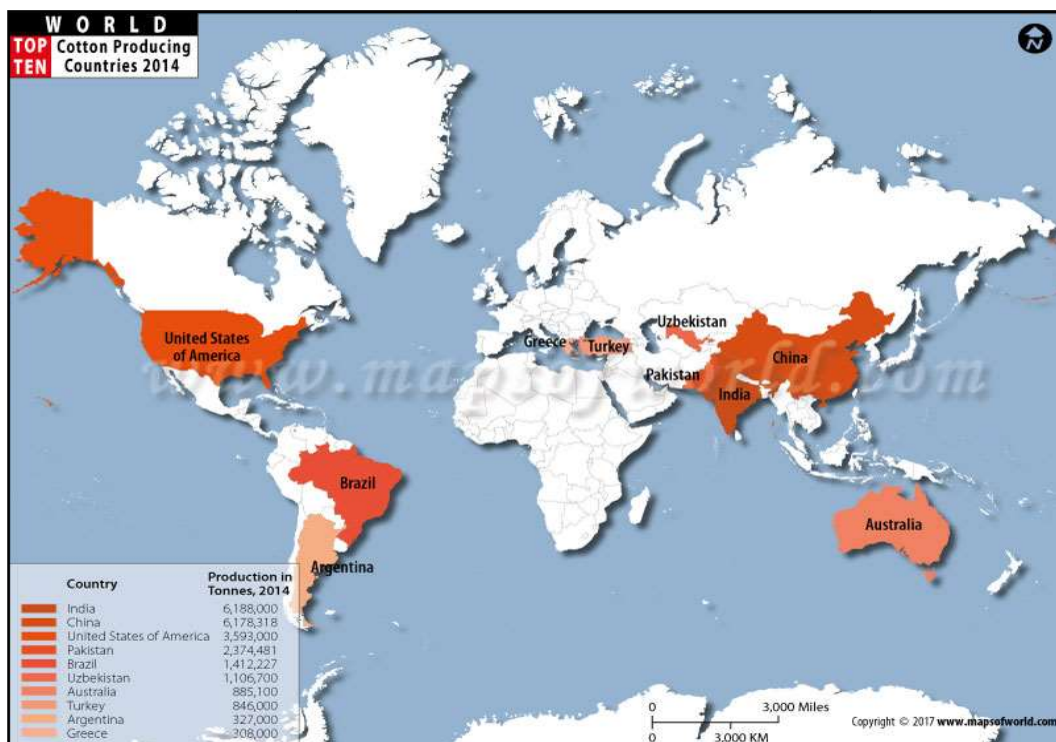 WORLD
TOP TEN
Cotton Producing
Countries 2014
N
United States
of America
Greece
Turkey
Uzbekistan
Pakistan
China
India
www.mapsofworld.com
Brazil
Argentina
Australia
Country Production in
Tonnes, 2014
India 6,188,000
China 6,178,318
United States of America 3,593,000
Pakistan 2,374,481
Brazil 1,412,227
Uzbekistan 1,106,700
Australia 885,100
Turkey 846,000
Argentina 327,000
Greece 308,000
0 3,000 Miles
0 3,000 KM
Copyright © 2017 www.mapsofworld.com